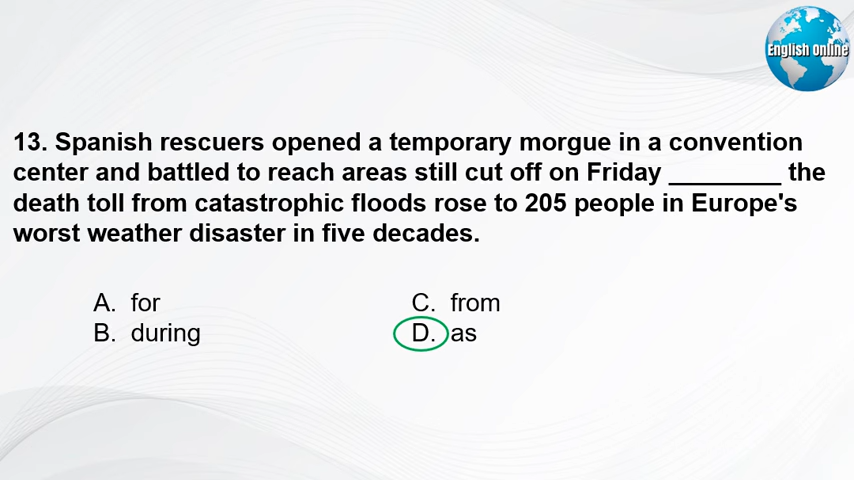 English Online
13. Spanish rescuers opened a temporary morgue in a convention
center and battled to reach areas still cut off on Friday ________ the
death toll from catastrophic floods rose to 205 people in Europe's
worst weather disaster in five decades.
A. for
B. during
C. from
D. as